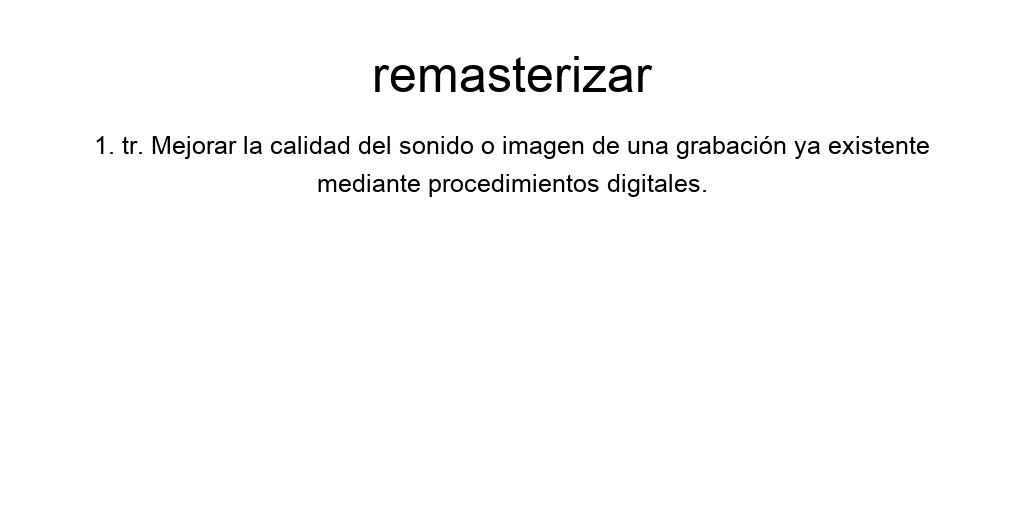 remasterizar
1. tr. Mejorar la calidad del sonido o imagen de una grabación ya existente
mediante procedimientos digitales.